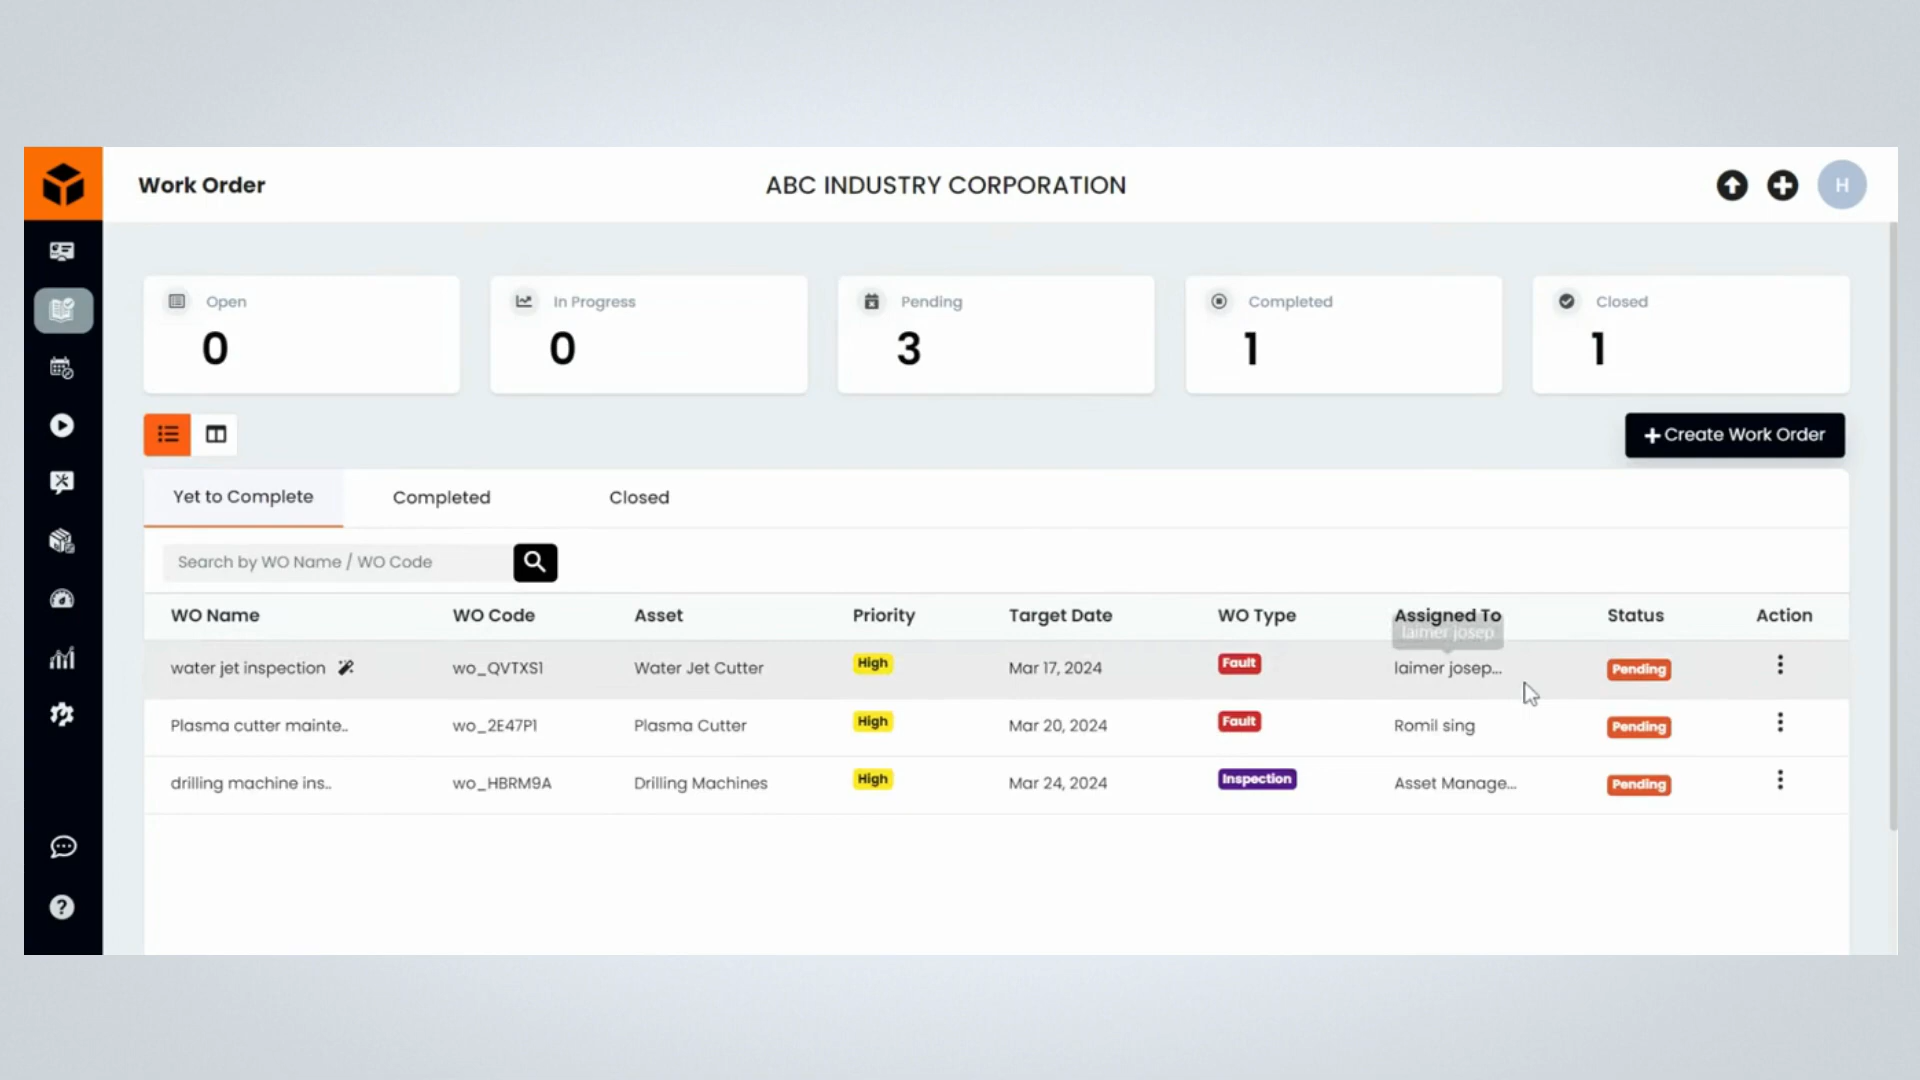 Work Order
ABC INDUSTRY CORPORATION
H
Open
0
In Progress
0
Pending
3
Completed
1
Closed
1
Create Work Order
Yet to Complete
Completed
Closed
Search by WO Name / WO Code
WO Name WO Code Asset Priority Target Date WO Type Assigned To Status Action
laimer josep
water jet inspection wo_QVTXS1 Water Jet Cutter High Mar 17, 2024 Fault laimer josep... Pending
Plasma cutter mainte.. wo_2E47P1 Plasma Cutter High Mar 20, 2024 Fault Romil sing Pending
drilling machine ins.. wo_HBRM9A Drilling Machines High Mar 24, 2024 Inspection Asset Manage... Pending